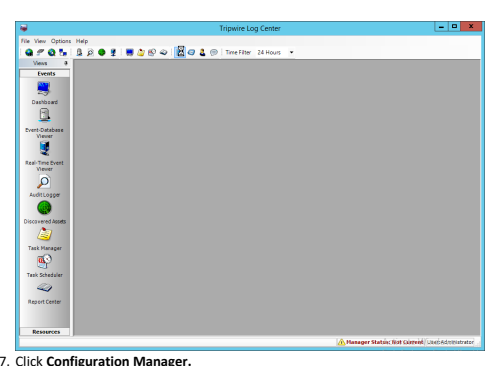 Tripwire Log Center
File View Options Help
Time Filter 24 Hours
Views
Events
Dashboard
Event-Database
Viewer
Real-Time Event
Viewer
Audit Logger
Discovered Assets
Task Manager
Task Scheduler
Report Center
Resources
Manager Status: Not Current User: Administrator
7. Click Configuration Manager.